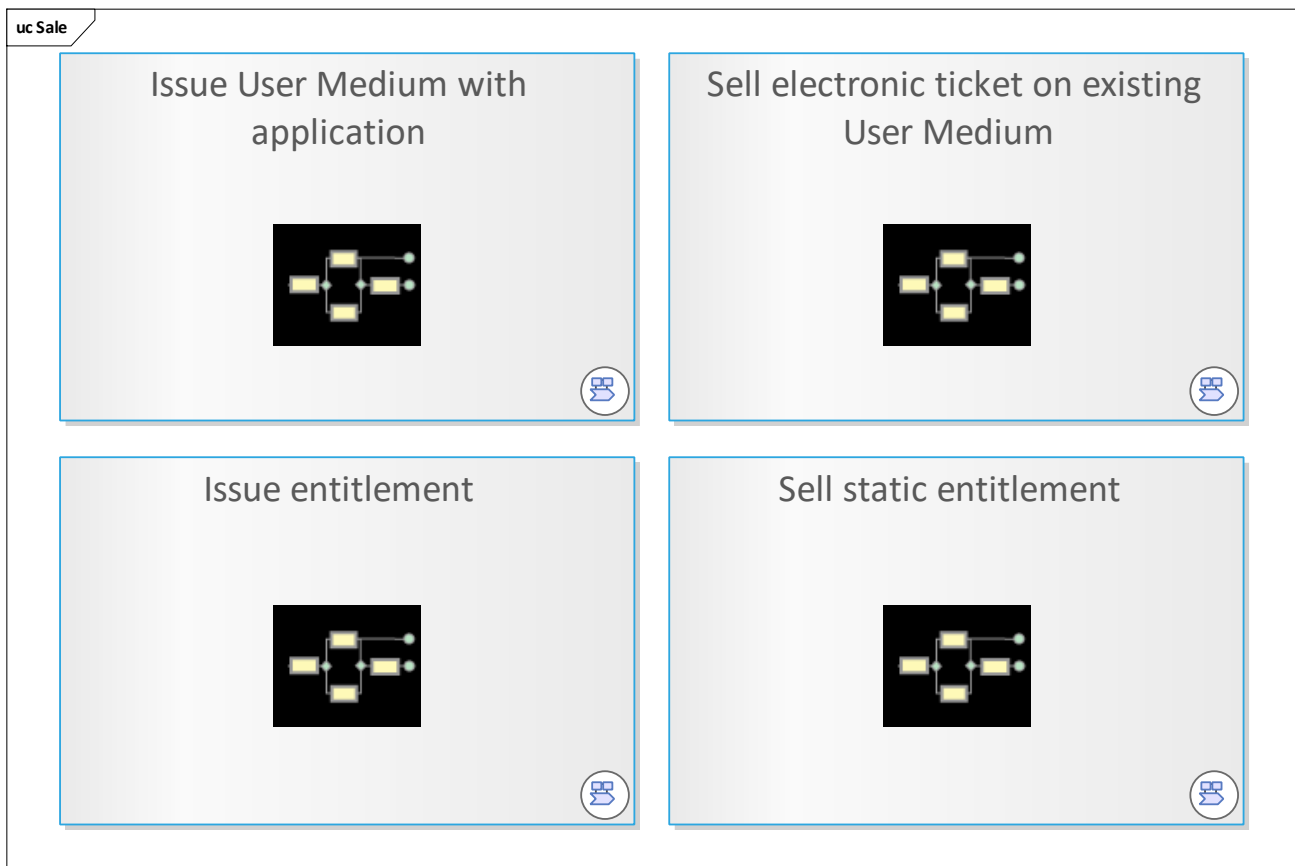 uc Sale
Issue User Medium with
application
Sell electronic ticket on existing
User Medium
Issue entitlement
Sell static entitlement